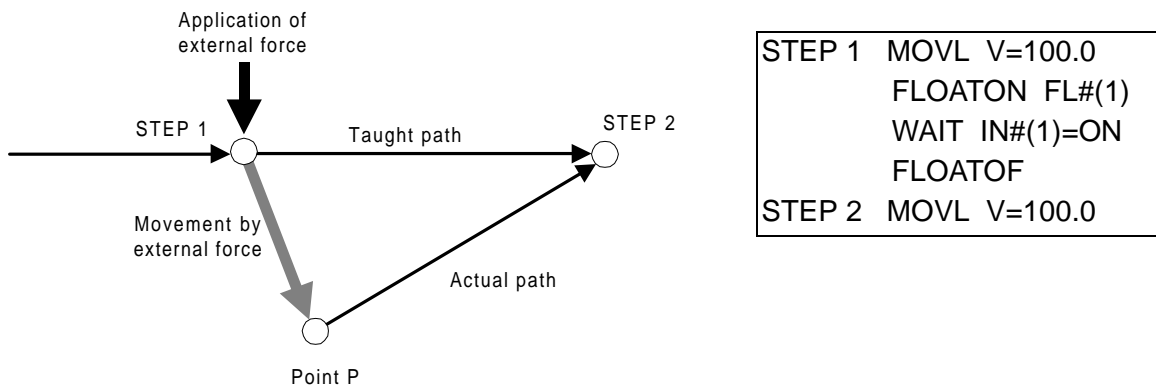 Application of
external force
STEP 1
Taught path
STEP 2
Movement by
external force
Actual path
Point P
STEP 1 MOVL V=100.0
FLOATON FL#(1)
WAIT IN#(1)=ON
FLOATOF
STEP 2 MOVL V=100.0